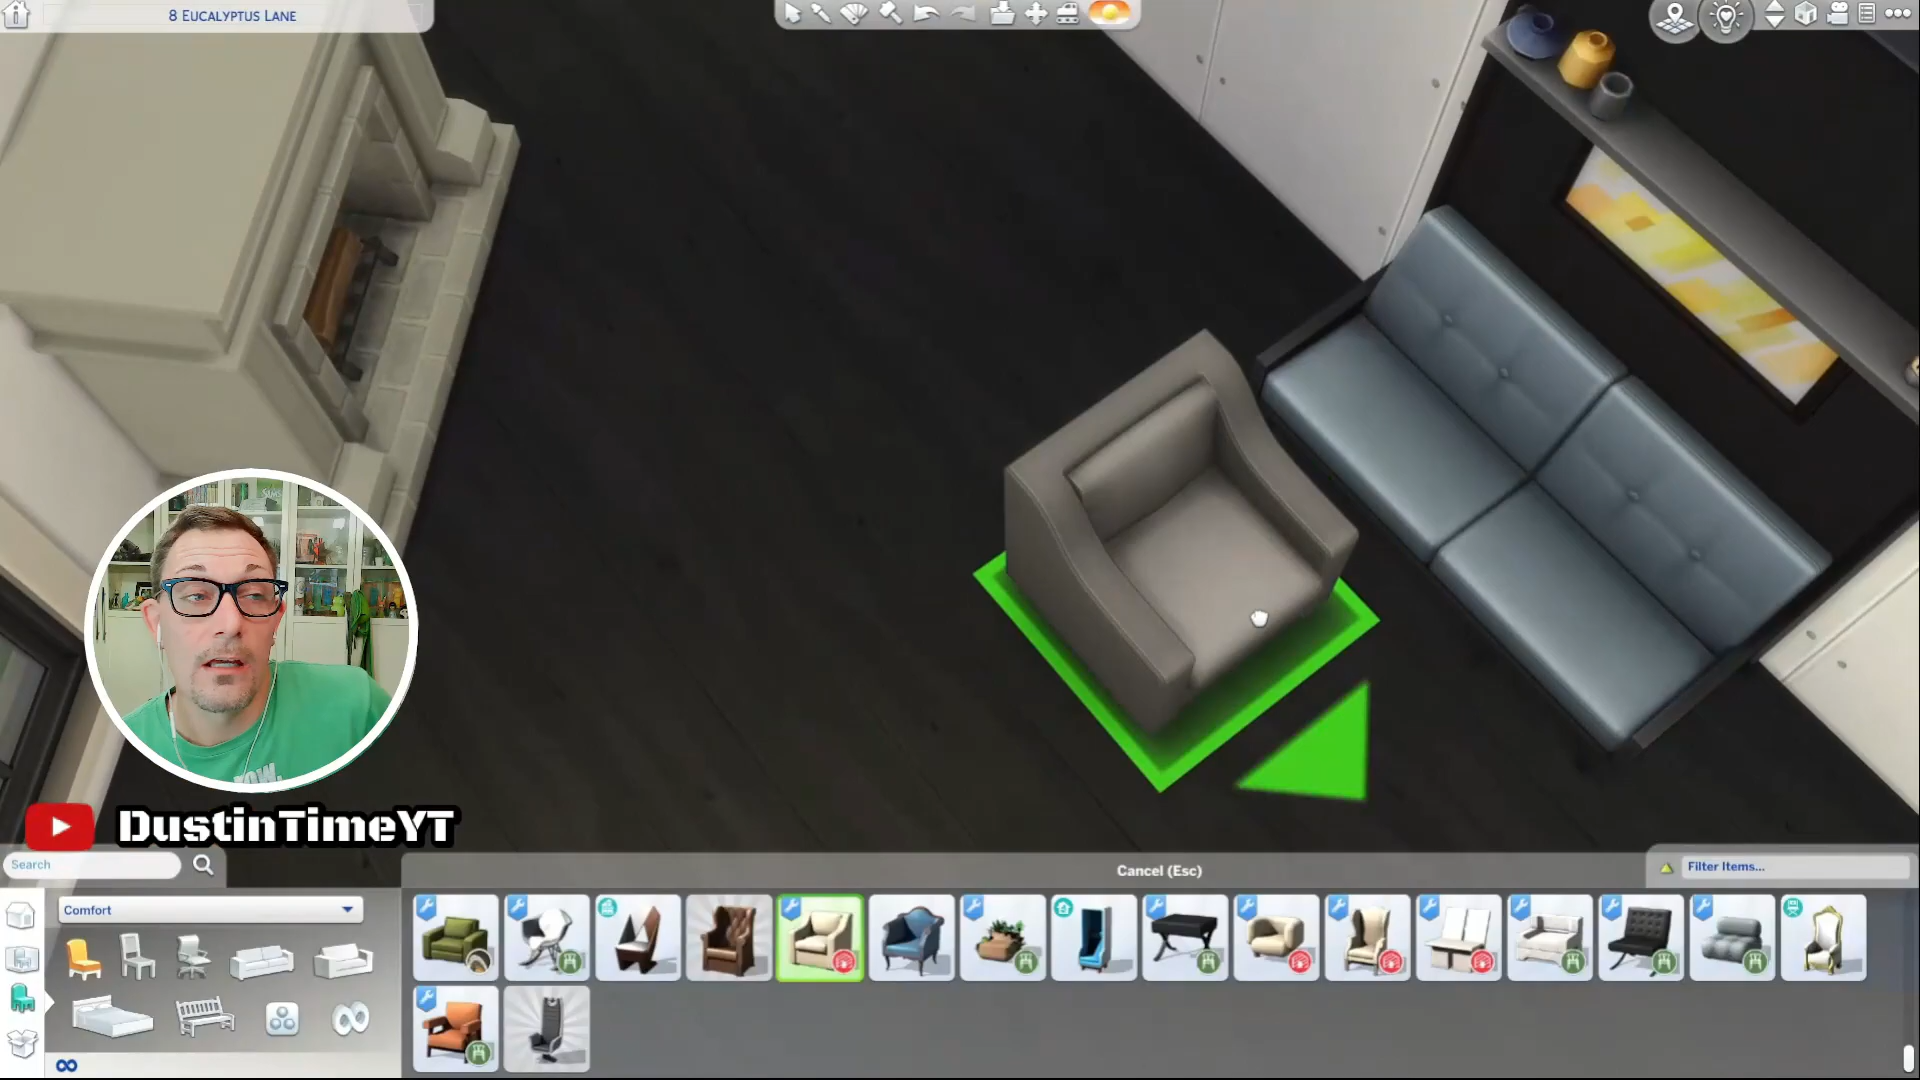 8 EUCALYPTUS LANE
DustinTimeYT
Search
Cancel (Esc)
Filter Items...
Comfort